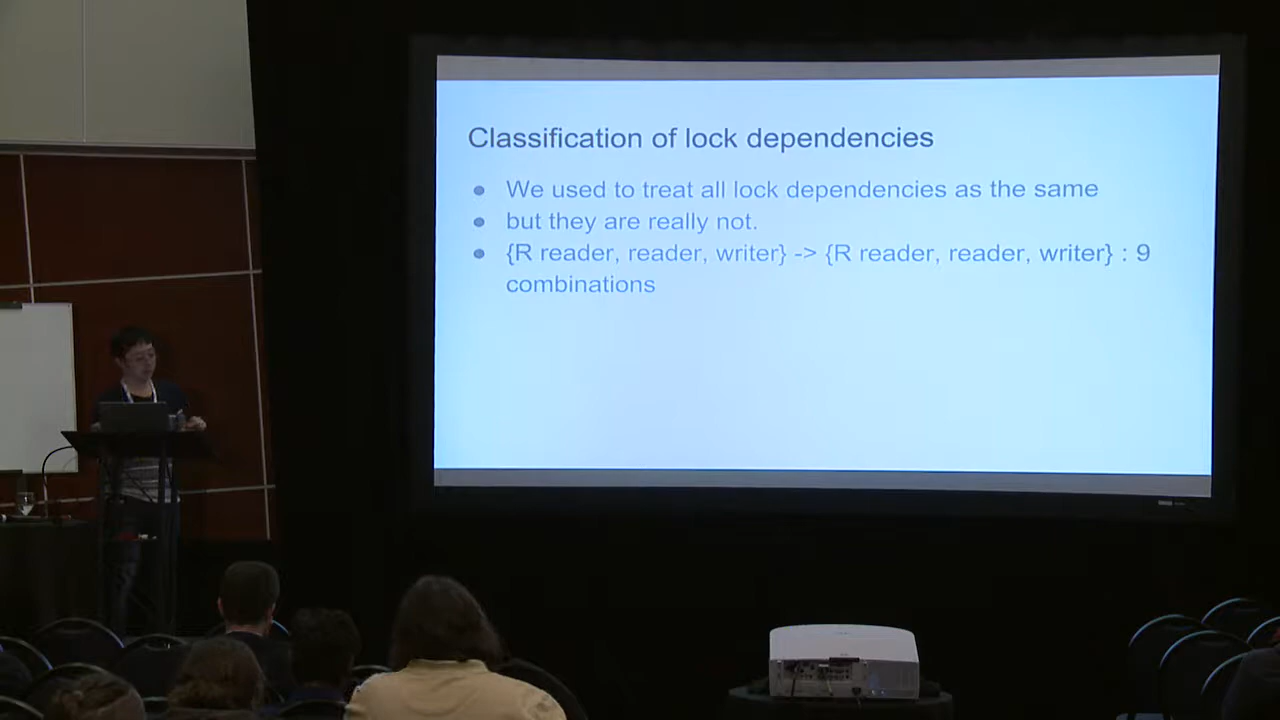 Classification of lock dependencies
● We used to treat all lock dependencies as the same
● but they are really not.
● {R reader, reader, writer} -> {R reader, reader, writer} : 9
combinations